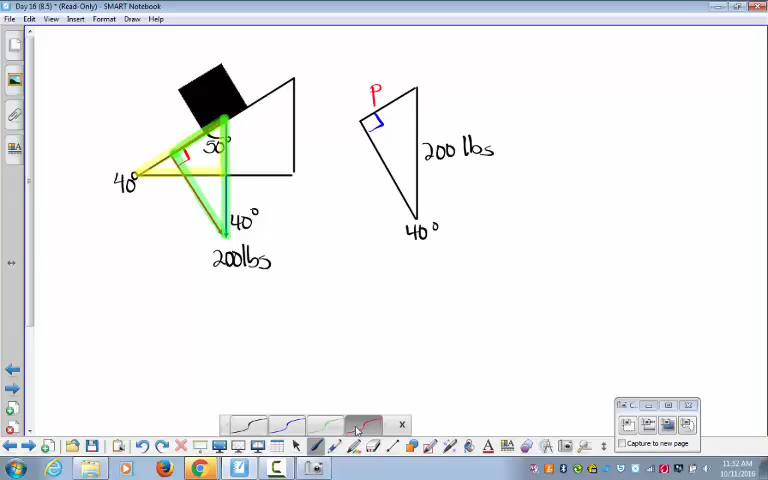 Day 16 (8.5) * (Read-Only) - SMART Notebook
File Edit View Insert Format Draw Help
P
50°
200 lbs
40°
40°
40°
200lbs
Capture to new page
11:32 AM
10/11/2016